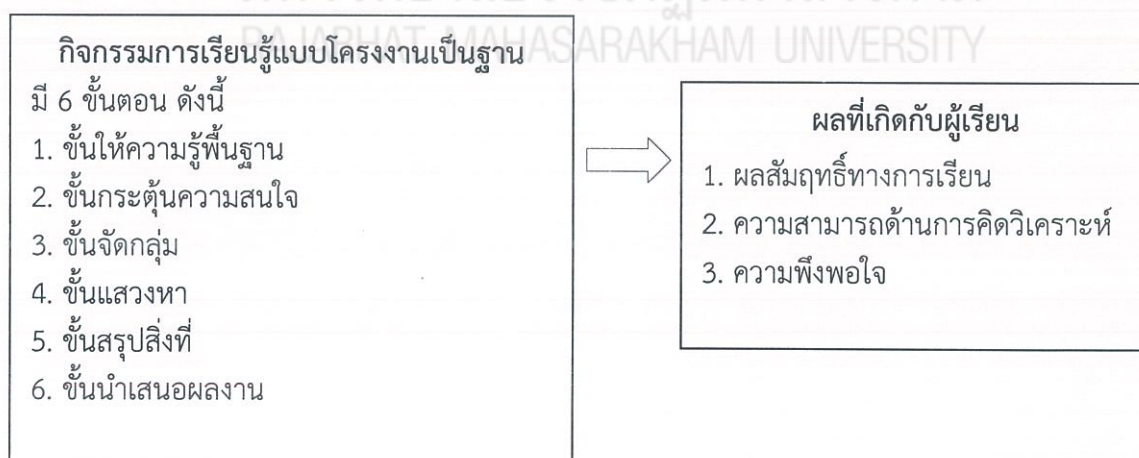 RAJABHAT MAHASARAKHAM UNIVERSITY
กิจกรรมการเรียนรู้แบบโครงงานเป็นฐาน
มี 6 ขั้นตอน ดังนี้
1. ขั้นให้ความรู้พื้นฐาน
2. ขั้นกระตุ้นความสนใจ
3. ขั้นจัดกลุ่ม
4. ขั้นแสวงหา
5. ขั้นสรุปสิ่งที่
6. ขั้นนำเสนอผลงาน
ผลที่เกิดกับผู้เรียน
1. ผลสัมฤทธิ์ทางการเรียน
2. ความสามารถด้านการคิดวิเคราะห์
3. ความพึงพอใจ